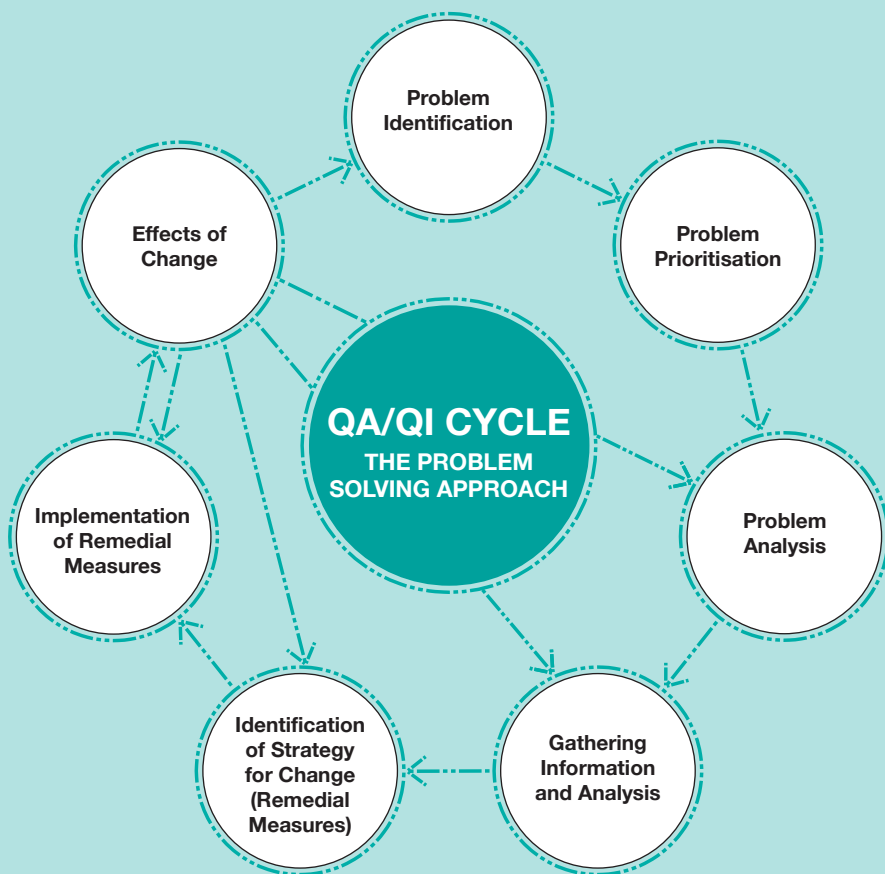 Problem
Identification
Problem
Prioritisation
Problem
Analysis
Gathering
Information
and Analysis
Identification
of Strategy
for Change
(Remedial
Measures)
Implementation
of Remedial
Measures
Effects of
Change
QA/QI CYCLE
THE PROBLEM
SOLVING APPROACH